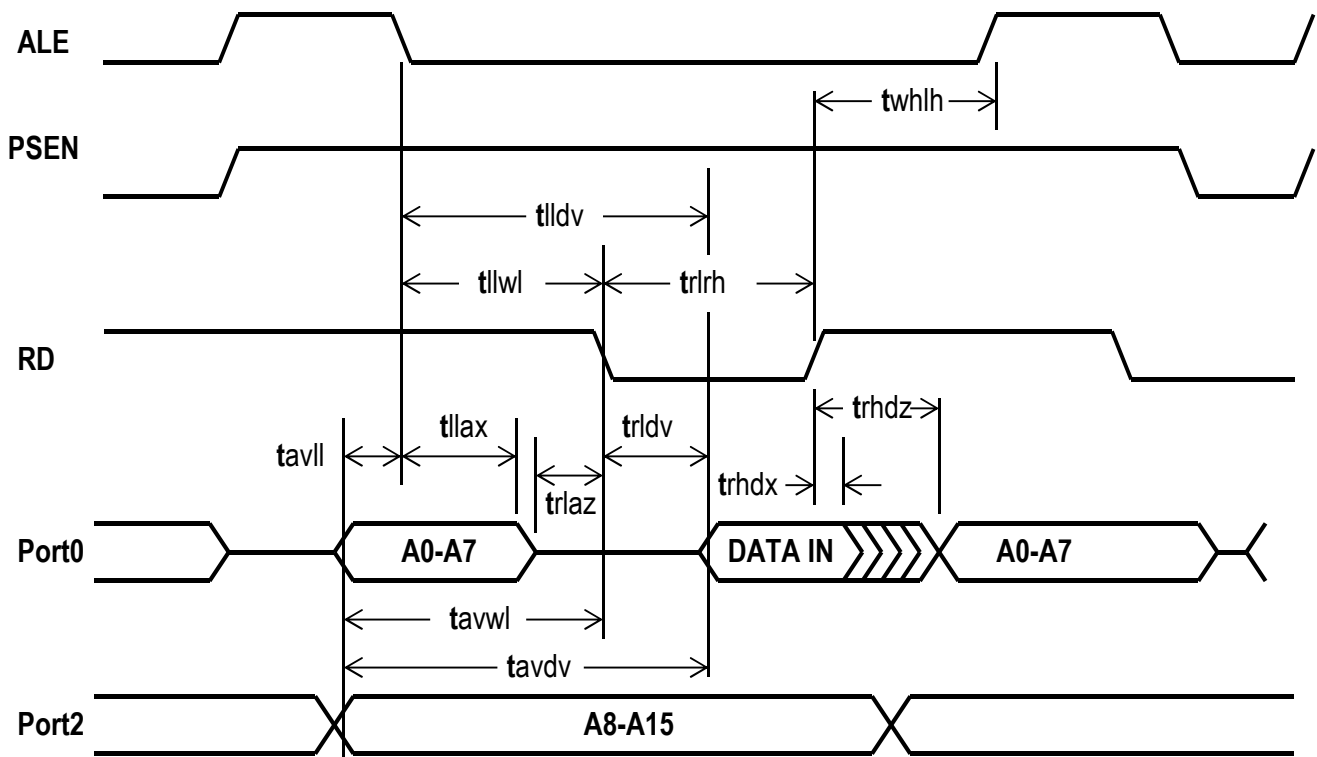 ALE
twhlh
PSEN
tlldv
tllwl
trlrh
RD
trhdz
tavll
tllax
trldv
trhdx
trlaz
Port0
A0-A7
DATA IN
A0-A7
tavwl
tavdv
Port2
A8-A15